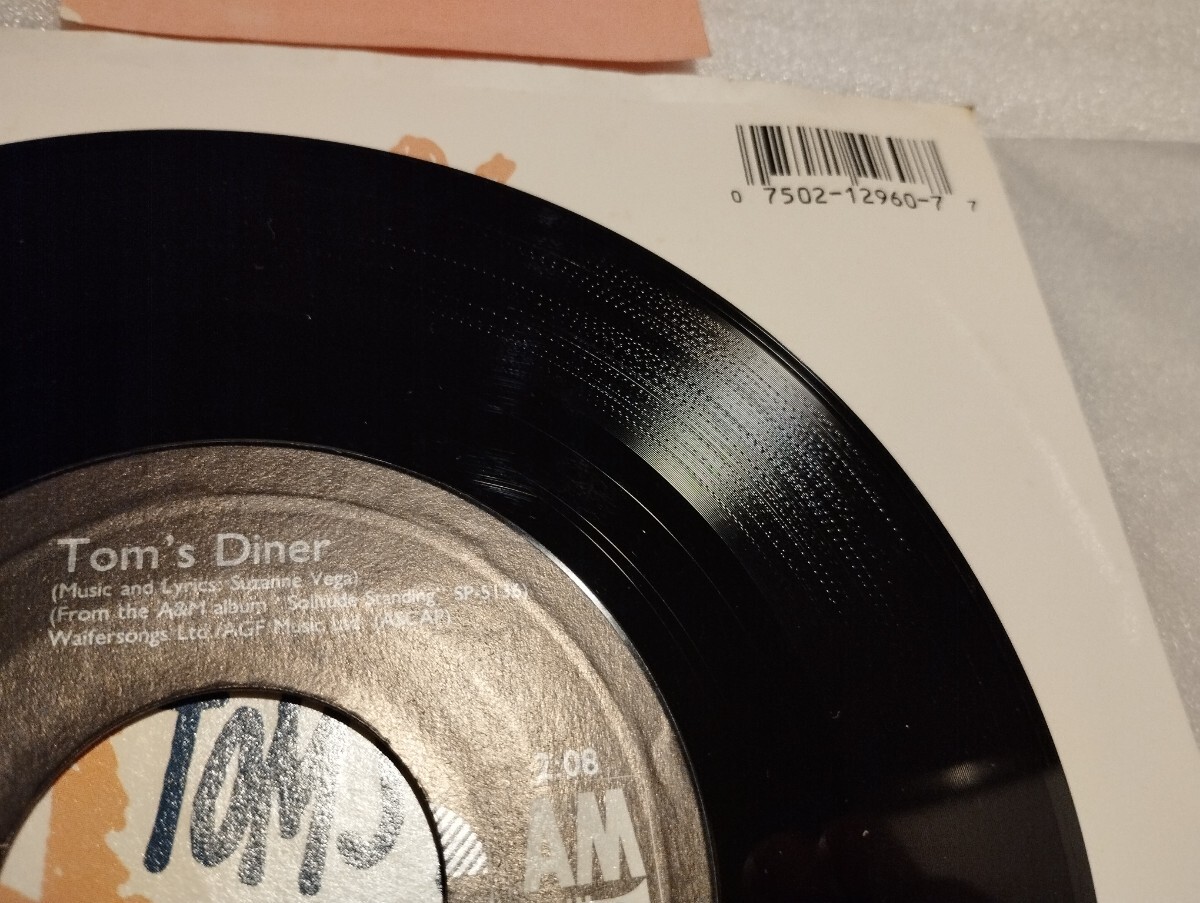 0 7502-12960-7 7
Tom's Diner
(Music and Lyrics: Suzanne Vega)
(From the A&M album "Solitude Standing" SP-5136)
Waifersongs Ltd./AGF Music Ltd. (ASCAP)
TOM'S
2:08
AM